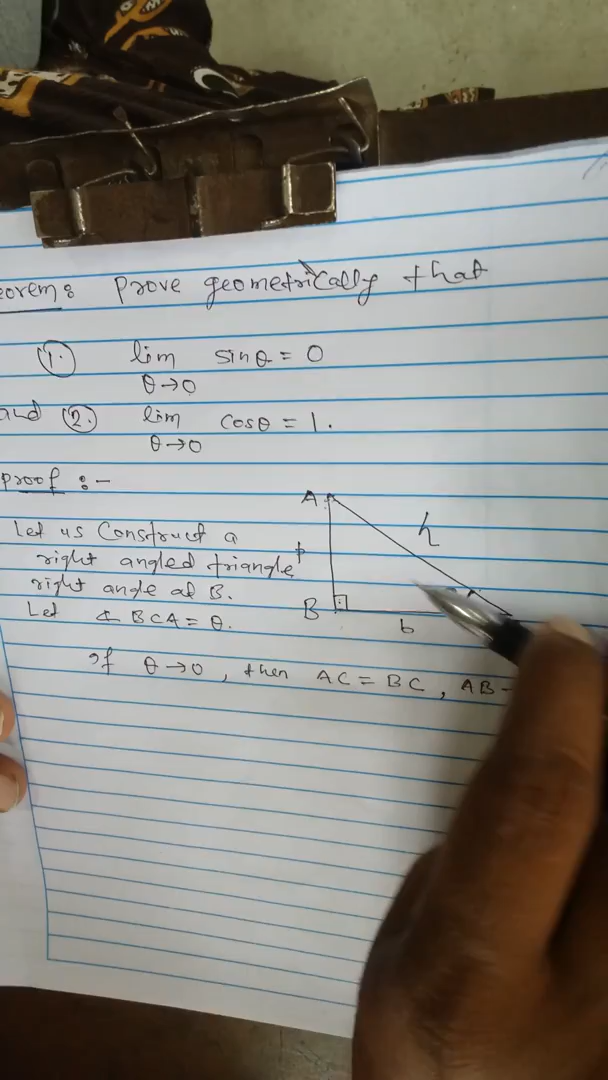 eorem: prove geometrically that
1. lim sinθ = 0
θ→0
and 2. lim cosθ = 1.
θ→0
proof :-
Let us Construct a
right angled triangle
right angle at B.
Let ∡ BCA = θ.
A
h
p
B
b
If θ→0, then AC = BC, AB